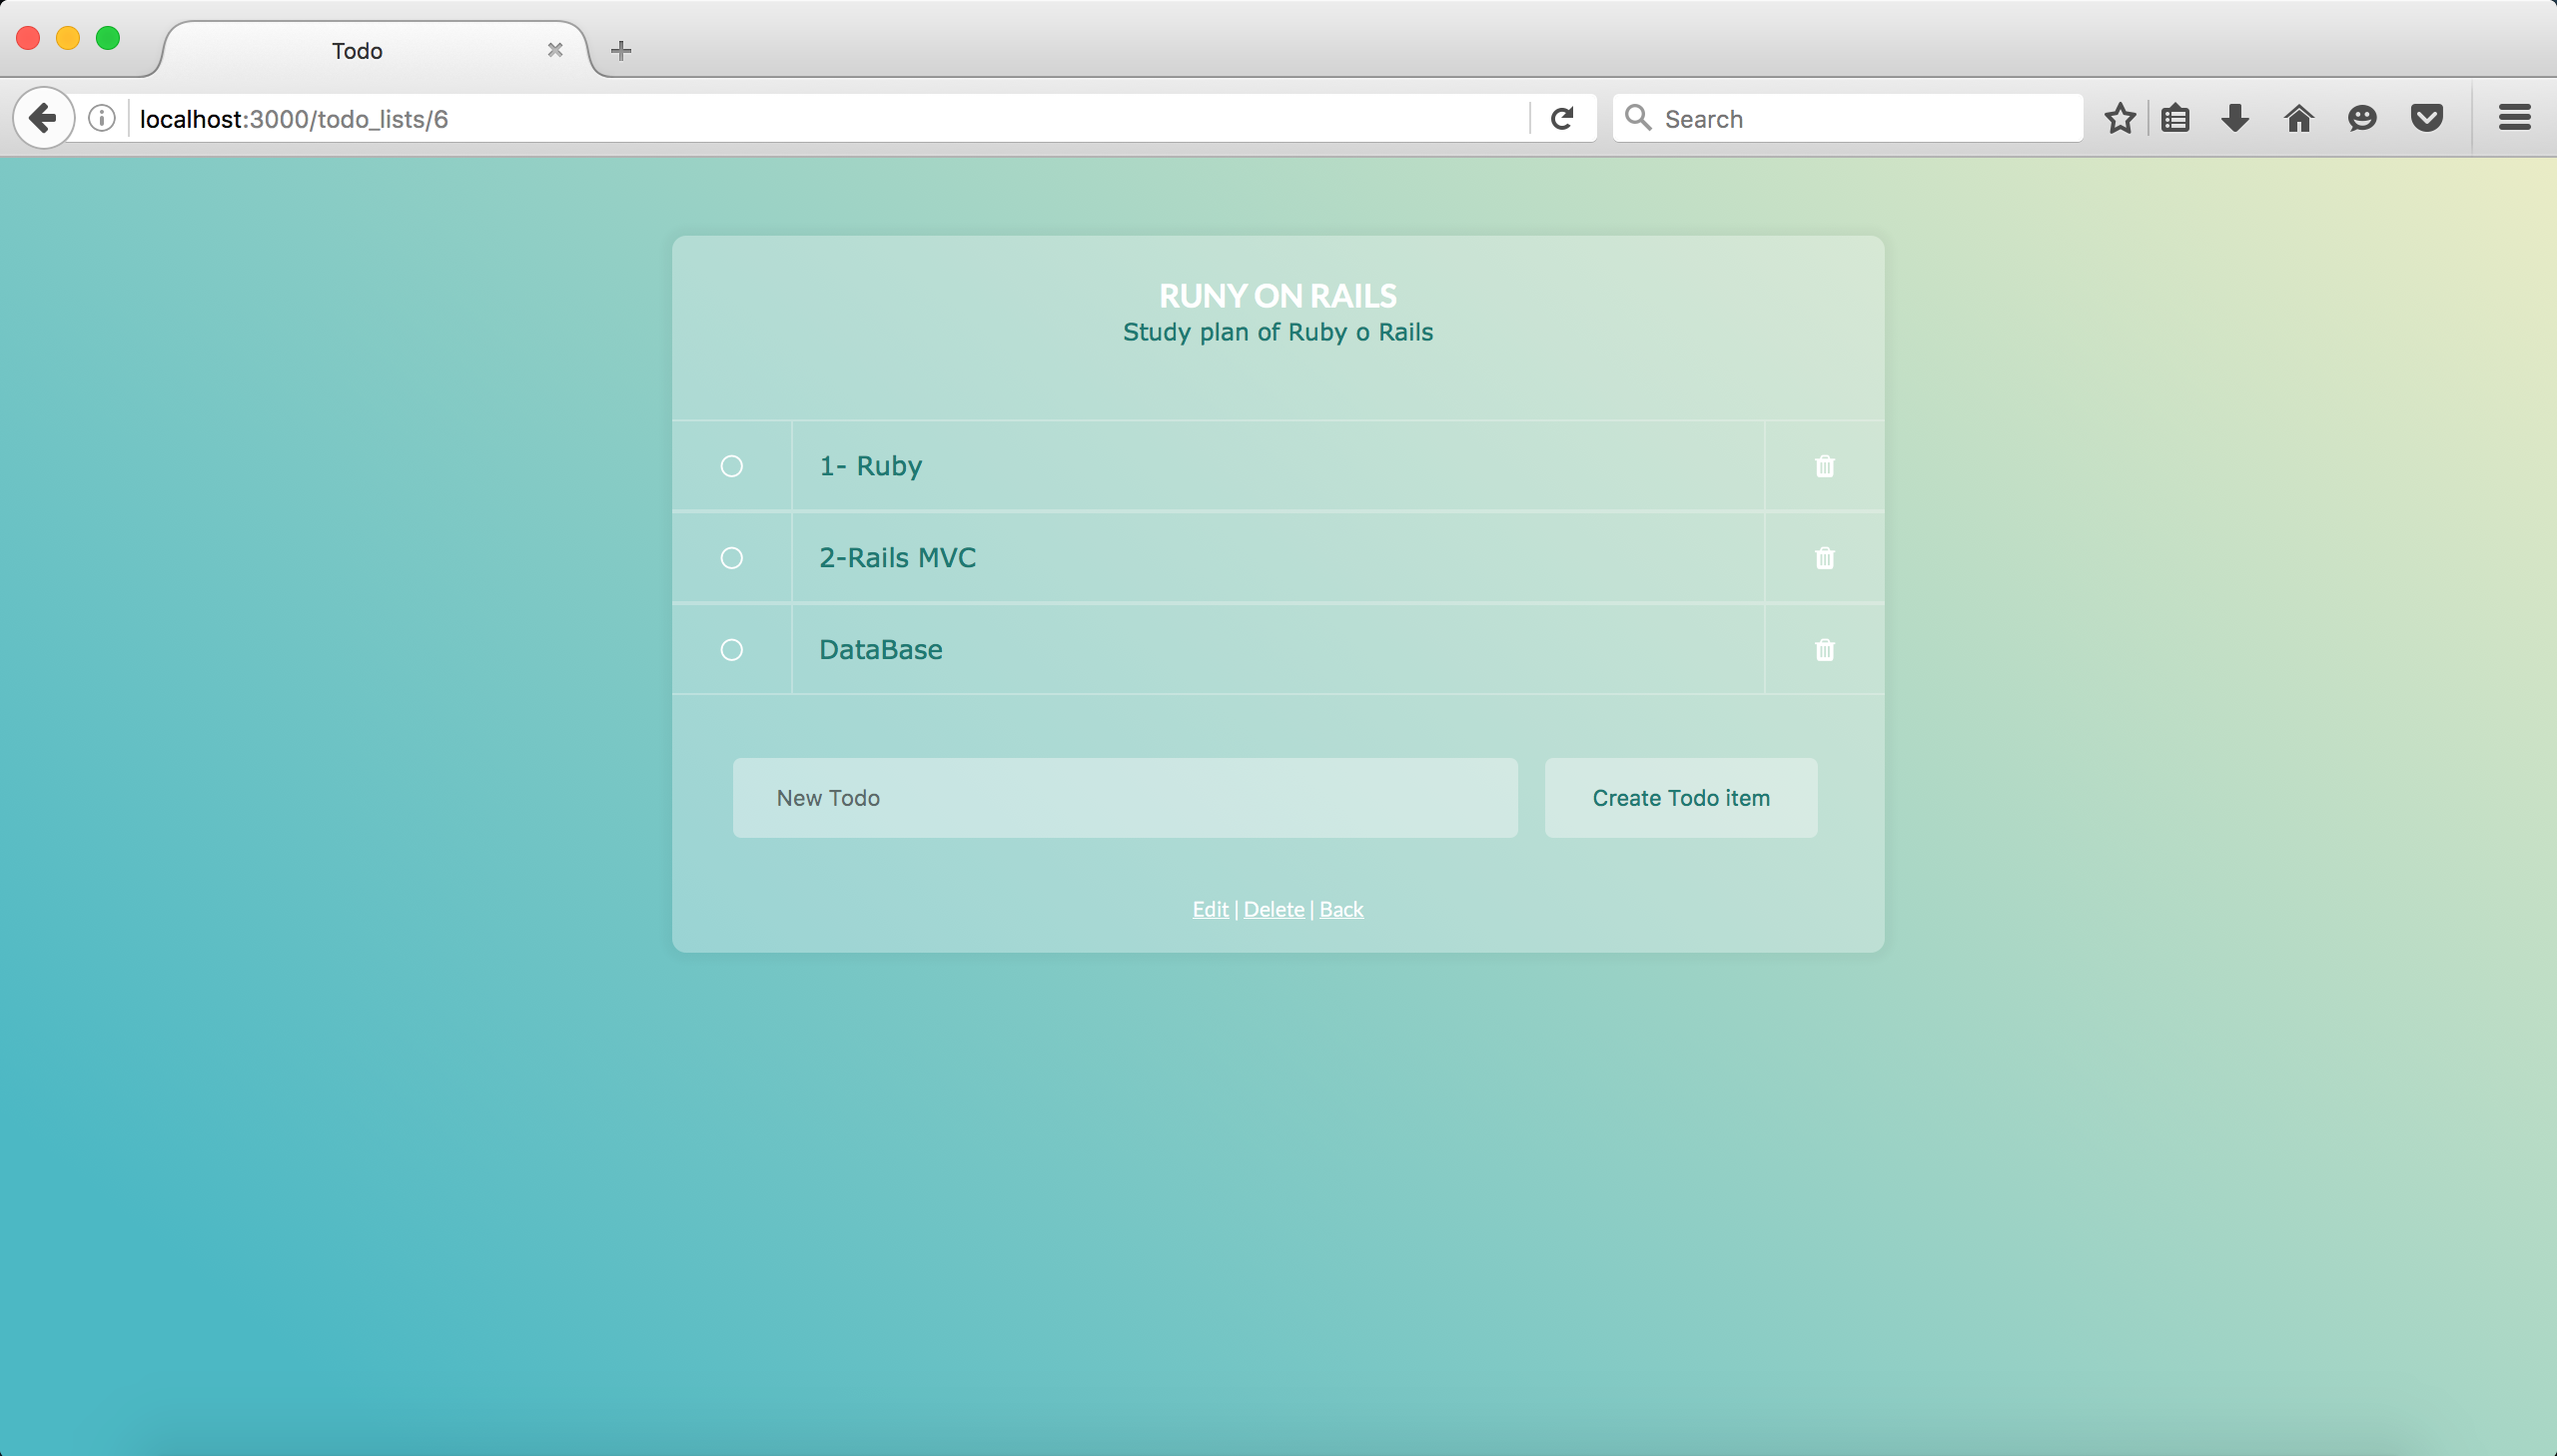 Todo
localhost:3000/todo_lists/6
Search
RUNY ON RAILS
Study plan of Ruby o Rails
1- Ruby
2-Rails MVC
DataBase
New Todo
Create Todo item
Edit | Delete | Back